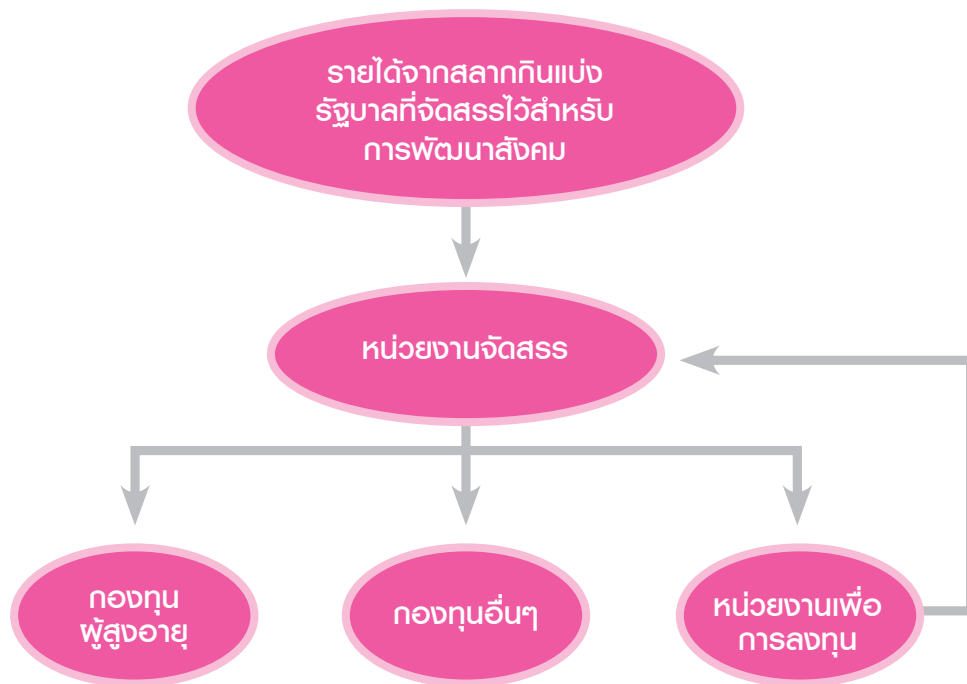 รายได้จากสลากกินแบ่ง
รัฐบาลที่จัดสรรไว้สำหรับ
การพัฒนาสังคม
หน่วยงานจัดสรร
กองทุน
ผู้สูงอายุ
กองทุนอื่นๆ
หน่วยงานเพื่อ
การลงทุน